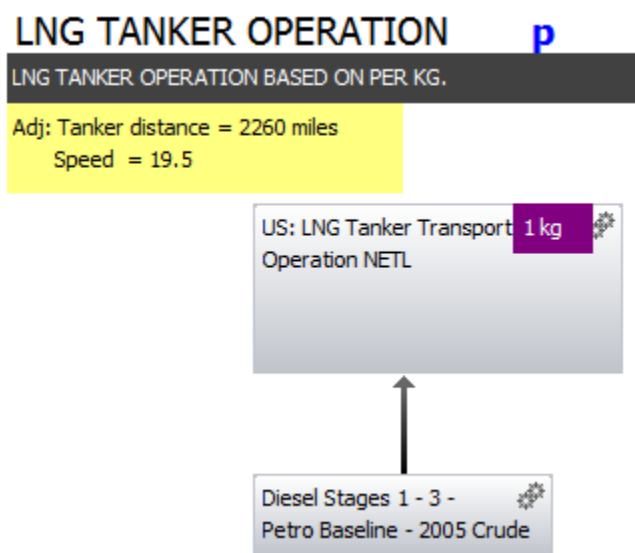 LNG TANKER OPERATION p
LNG TANKER OPERATION BASED ON PER KG.
Adj: Tanker distance = 2260 miles
Speed = 19.5
US: LNG Tanker Transport 1 kg
Operation NETL
Diesel Stages 1 - 3 -
Petro Baseline - 2005 Crude